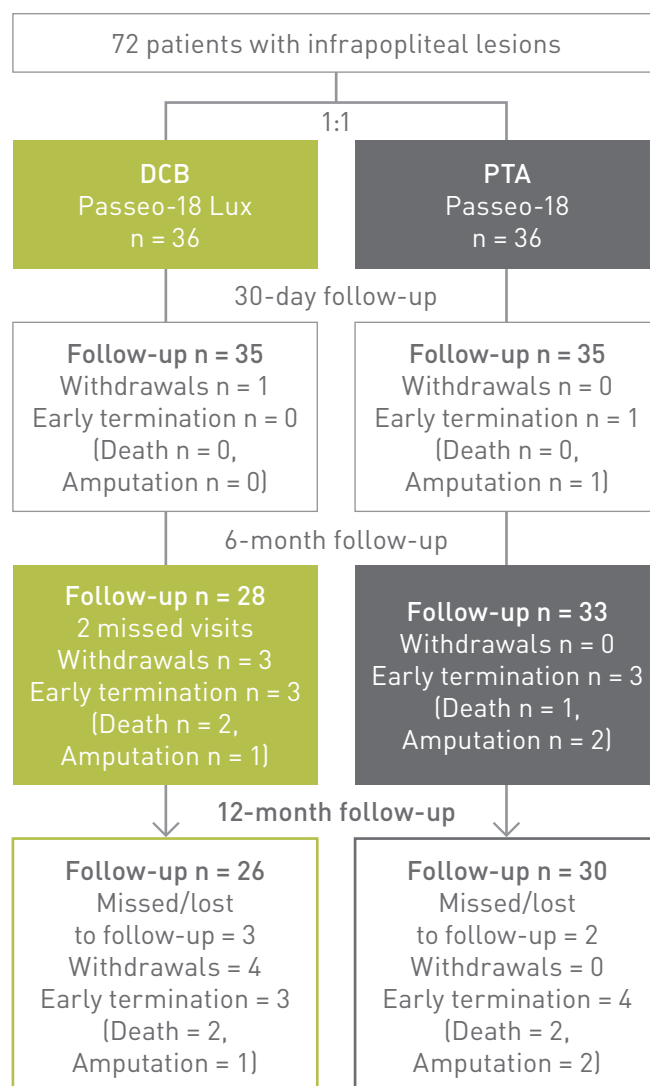 72 patients with infrapopliteal lesions
1:1
DCB
Passeo-18 Lux
n = 36
PTA
Passeo-18
n = 36
30-day follow-up
Follow-up n = 35
Withdrawals n = 1
Early termination n = 0
(Death n = 0,
Amputation n = 0)
Follow-up n = 35
Withdrawals n = 0
Early termination n = 1
(Death n = 0,
Amputation n = 1)
6-month follow-up
Follow-up n = 28
2 missed visits
Withdrawals n = 3
Early termination n = 3
(Death n = 2,
Amputation n = 1)
Follow-up n = 33
Withdrawals n = 0
Early termination n = 3
(Death n = 1,
Amputation n = 2)
12-month follow-up
Follow-up n = 26
Missed/lost
to follow-up = 3
Withdrawals = 4
Early termination = 3
(Death = 2,
Amputation = 1)
Follow-up n = 30
Missed/lost
to follow-up = 2
Withdrawals = 0
Early termination = 4
(Death = 2,
Amputation = 2)